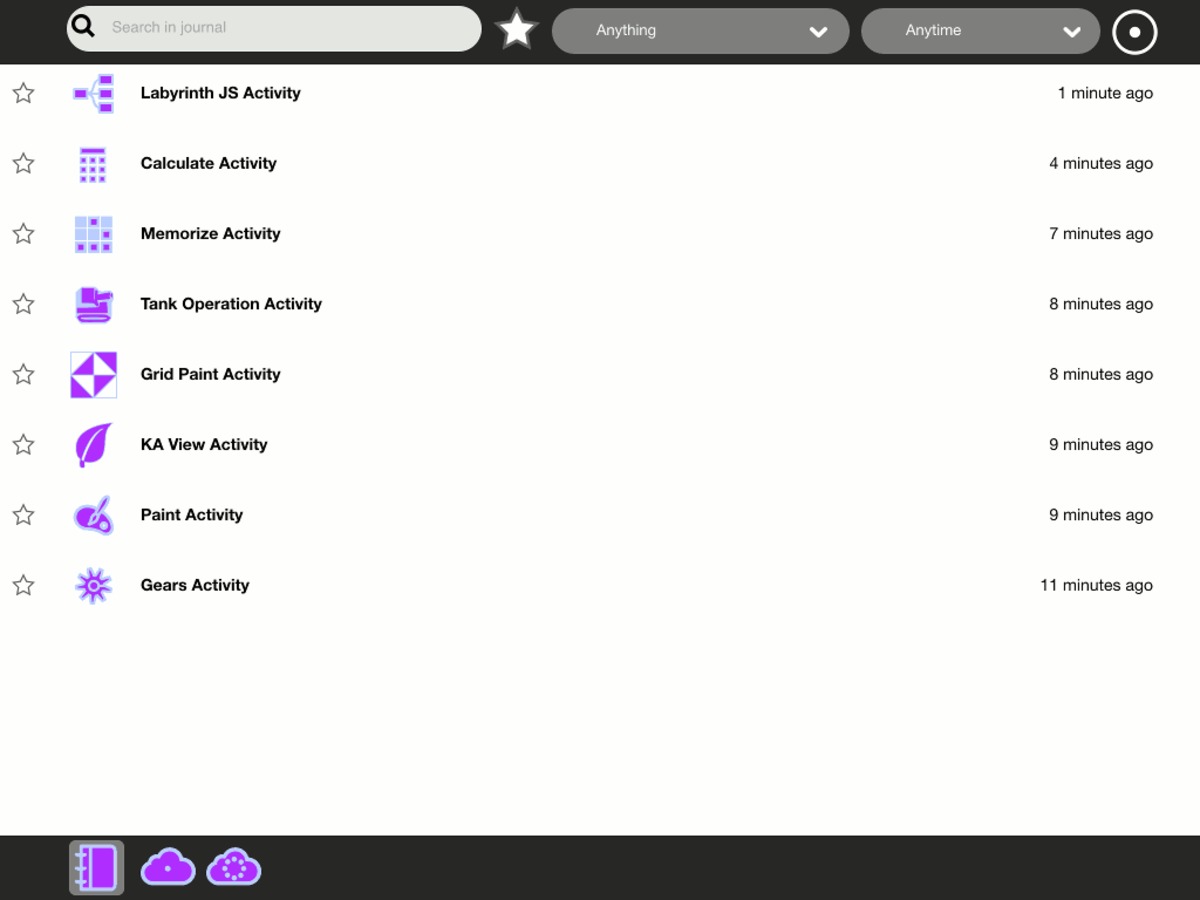 Search in journal
Anything
Anytime
Labyrinth JS Activity
1 minute ago
Calculate Activity
4 minutes ago
Memorize Activity
7 minutes ago
Tank Operation Activity
8 minutes ago
Grid Paint Activity
8 minutes ago
KA View Activity
9 minutes ago
Paint Activity
9 minutes ago
Gears Activity
11 minutes ago